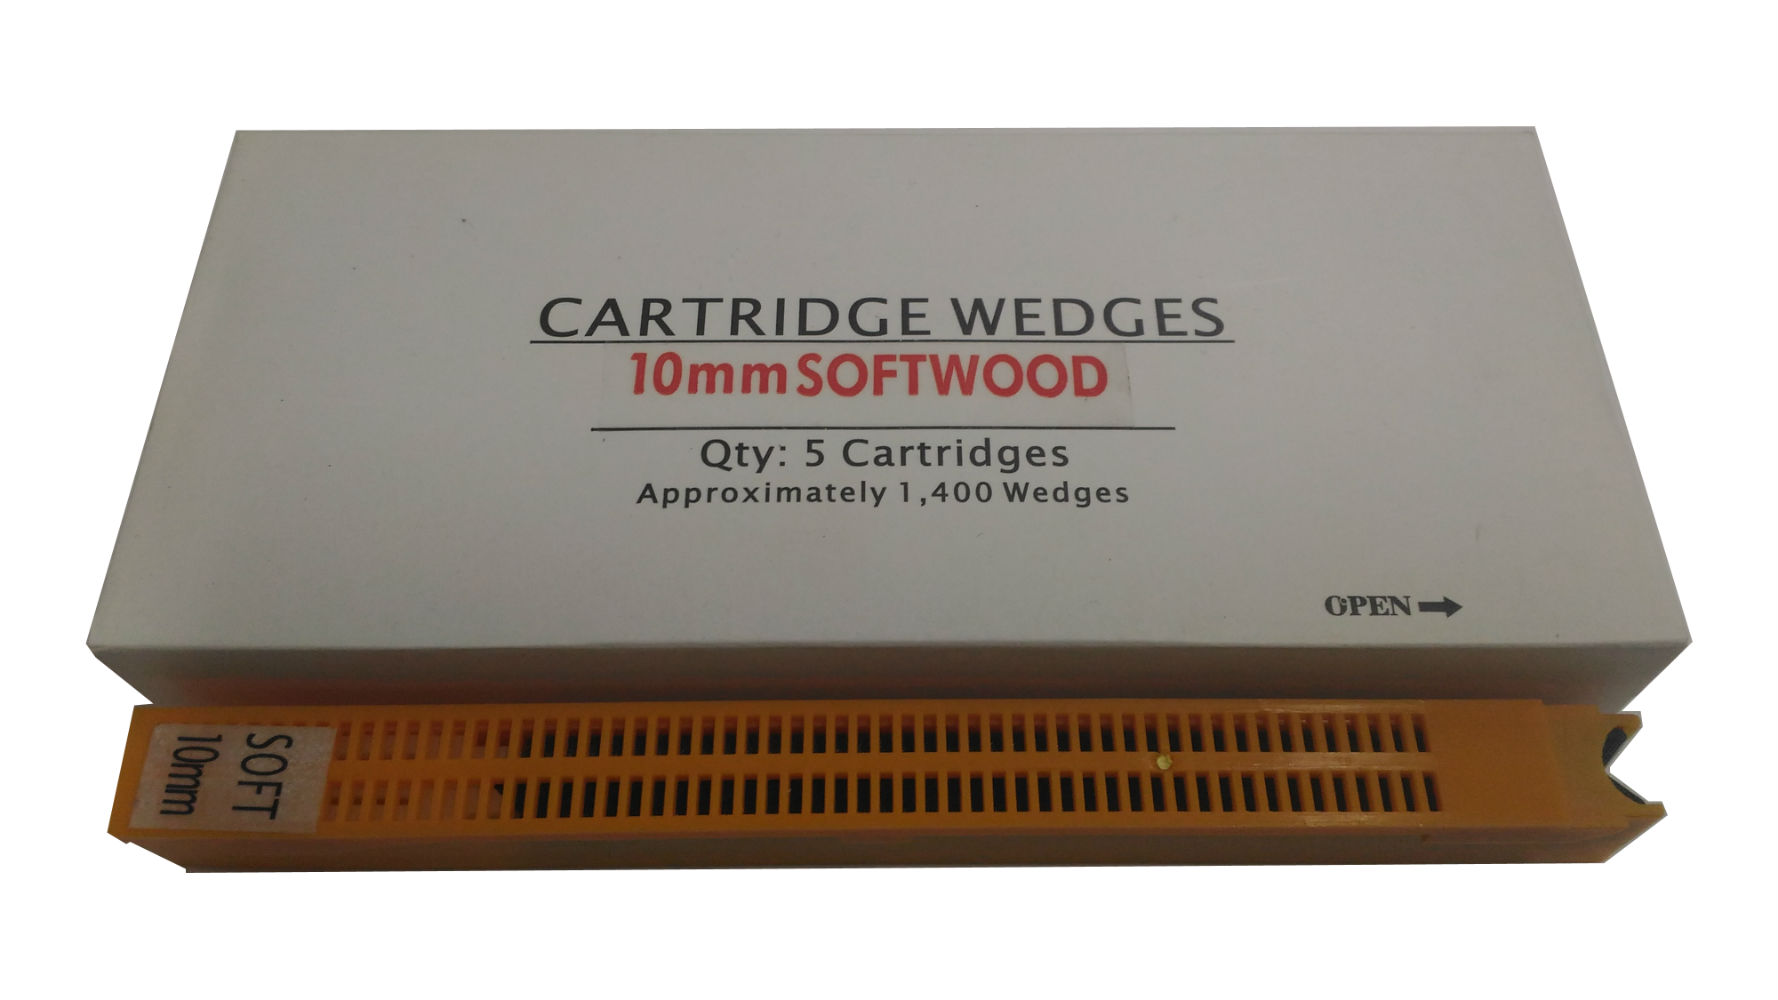 CARTRIDGE WEDGES
10mm SOFTWOOD
Qty: 5 Cartridges
Approximately 1,400 Wedges
OPEN
SOFT
10mm